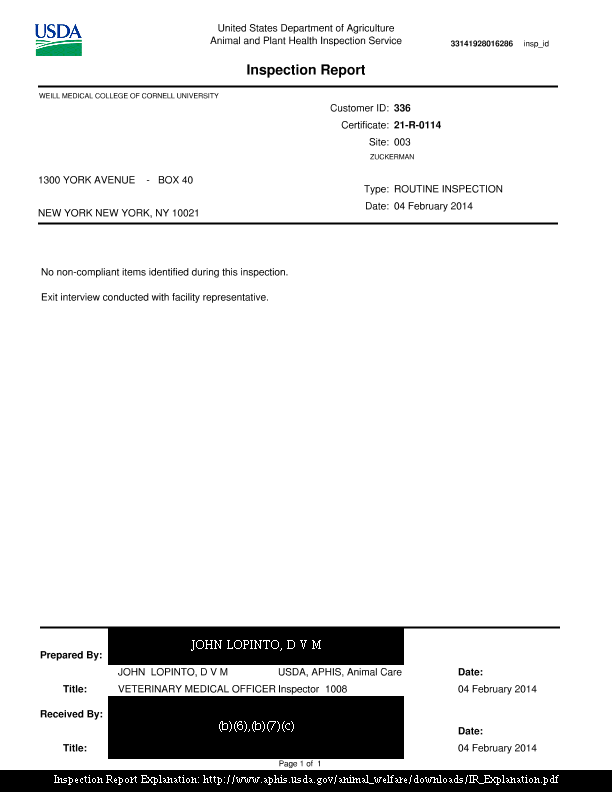 USDA
United States Department of Agriculture
Animal and Plant Health Inspection Service
33141928016286 insp_id
Inspection Report
WEILL MEDICAL COLLEGE OF CORNELL UNIVERSITY
Customer ID: 336
Certificate: 21-R-0114
Site: 003
ZUCKERMAN
1300 YORK AVENUE - BOX 40
Type: ROUTINE INSPECTION
Date: 04 February 2014
NEW YORK NEW YORK, NY 10021
No non-compliant items identified during this inspection.
Exit interview conducted with facility representative.
JOHN LOPINTO, D V M
Prepared By:
JOHN LOPINTO, D V M USDA, APHIS, Animal Care Date:
Title: VETERINARY MEDICAL OFFICER Inspector 1008 04 February 2014
Received By:
(b)(6),(b)(7)(c)
Date:
Title: 04 February 2014
Page 1 of 1
Inspection Report Explanation: http://www.aphis.usda.gov/animal_welfare/downloads/IR_Explanation.pdf